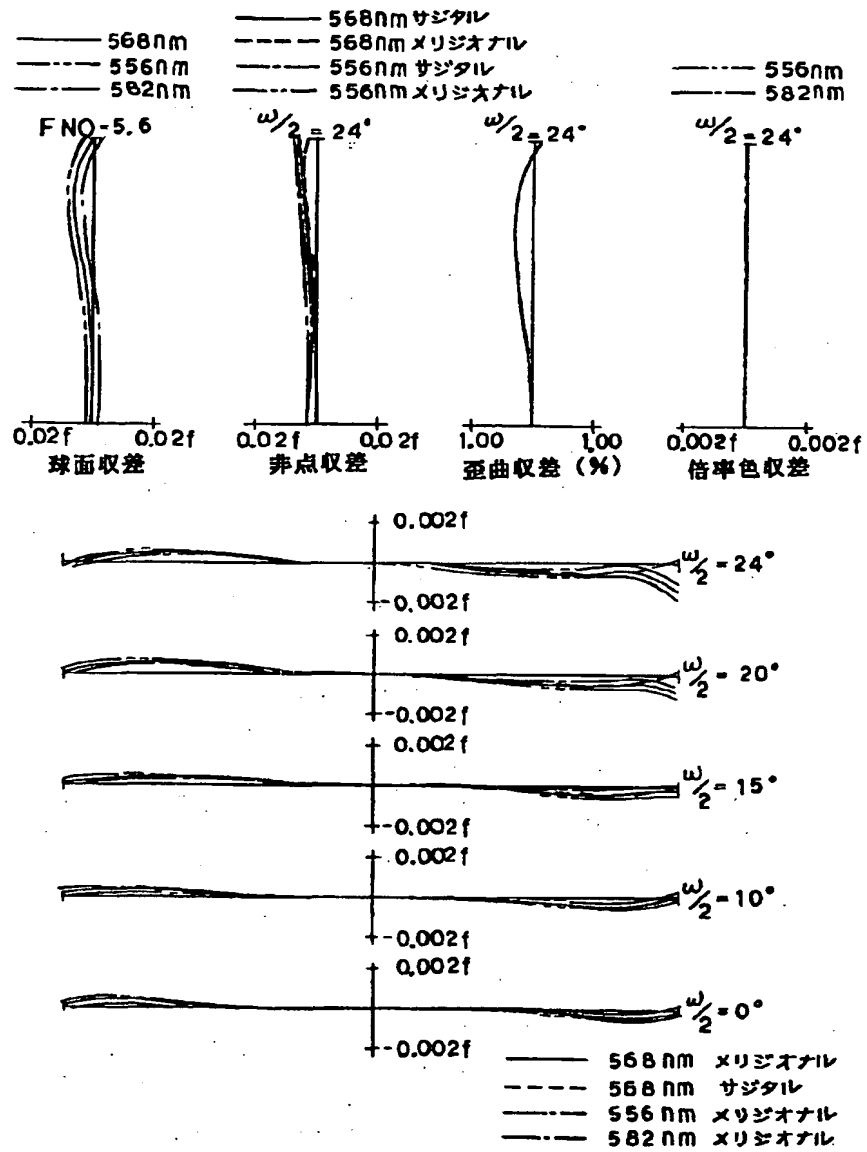 568nm
556nm
582nm
568nm サジタル
568nm メリジオナル
556nm サジタル
556nm メリジオナル
556nm
582nm
F NO-5.6
ω/2 = 24°
ω/2 = 24°
ω/2 = 24°
0.02f 0.02f
球面収差
0.02f 0.02f
非点収差
1.00 1.00
歪曲収差 (%)
0.002f 0.002f
倍率色収差
0.002f
-0.002f
ω/2 = 24°
0.002f
-0.002f
ω/2 = 20°
0.002f
-0.002f
ω/2 = 15°
0.002f
-0.002f
ω/2 = 10°
0.002f
-0.002f
ω/2 = 0°
568nm メリジオナル
568nm サジタル
556nm メリジオナル
582nm メリジオナル